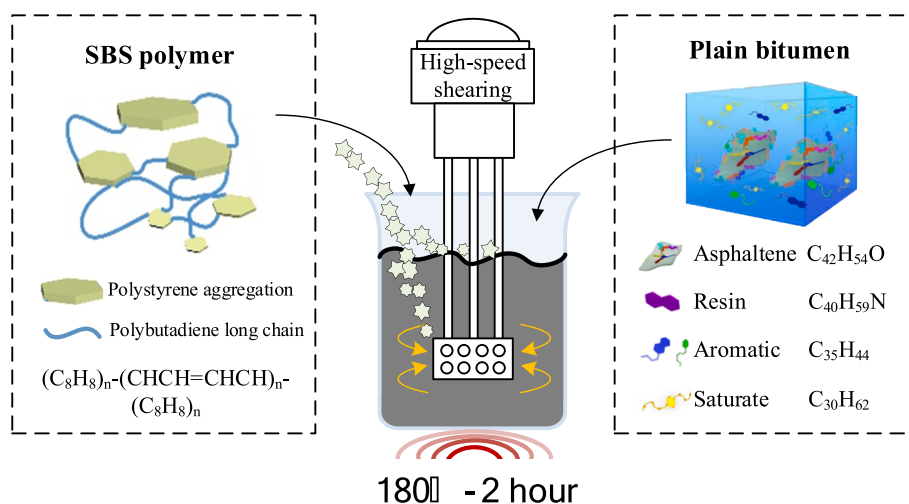 SBS polymer
Polystyrene aggregation
Polybutadiene long chain
(C₈H₈)ₙ-(CHCH=CHCH)ₙ-
(C₈H₈)ₙ
High-speed
shearing
180▯ - 2 hour
Plain bitumen
Asphaltene C₄₂H₅₄O
Resin C₄₀H₅₉N
Aromatic C₃₅H₄₄
Saturate C₃₀H₆₂